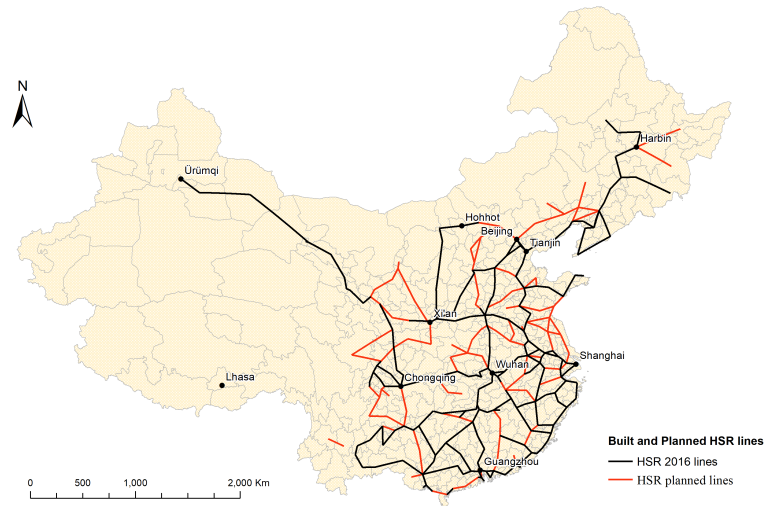 N
Harbin
Ürümqi
Hohhot
Beijing
Tianjin
Xi'an
Shanghai
Wuhan
Chongqing
Lhasa
Guangzhou
Built and Planned HSR lines
HSR 2016 lines
HSR planned lines
0 500 1,000 2,000 Km